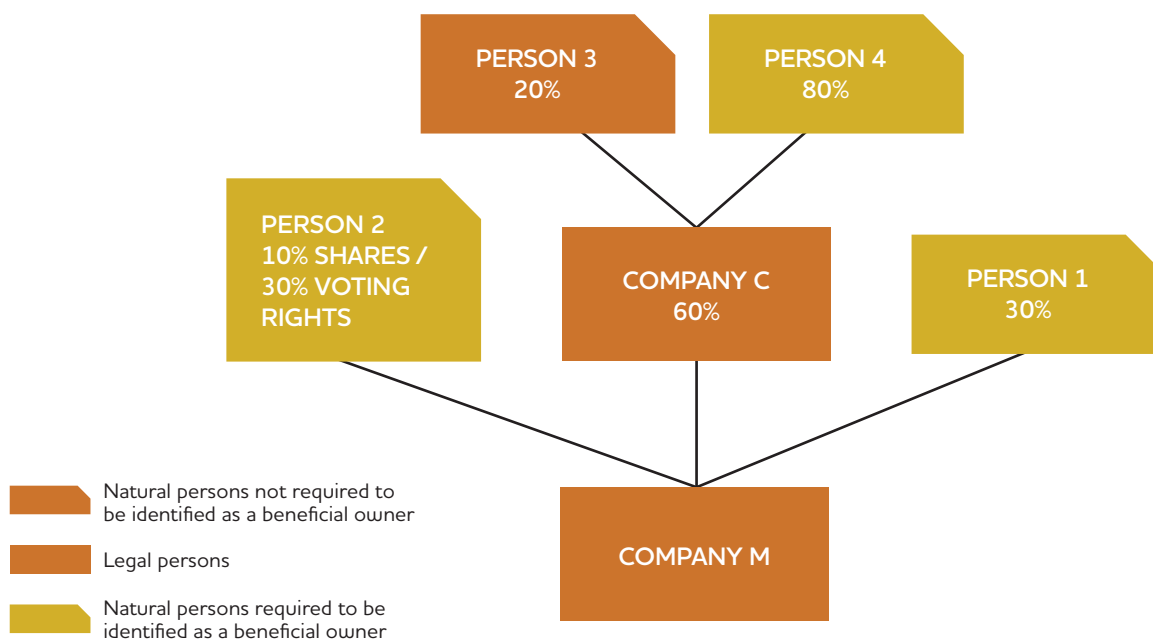 PERSON 3
20%
PERSON 4
80%
PERSON 2
10% SHARES /
30% VOTING
RIGHTS
COMPANY C
60%
PERSON 1
30%
COMPANY M
Natural persons not required to
be identified as a beneficial owner
Legal persons
Natural persons required to be
identified as a beneficial owner